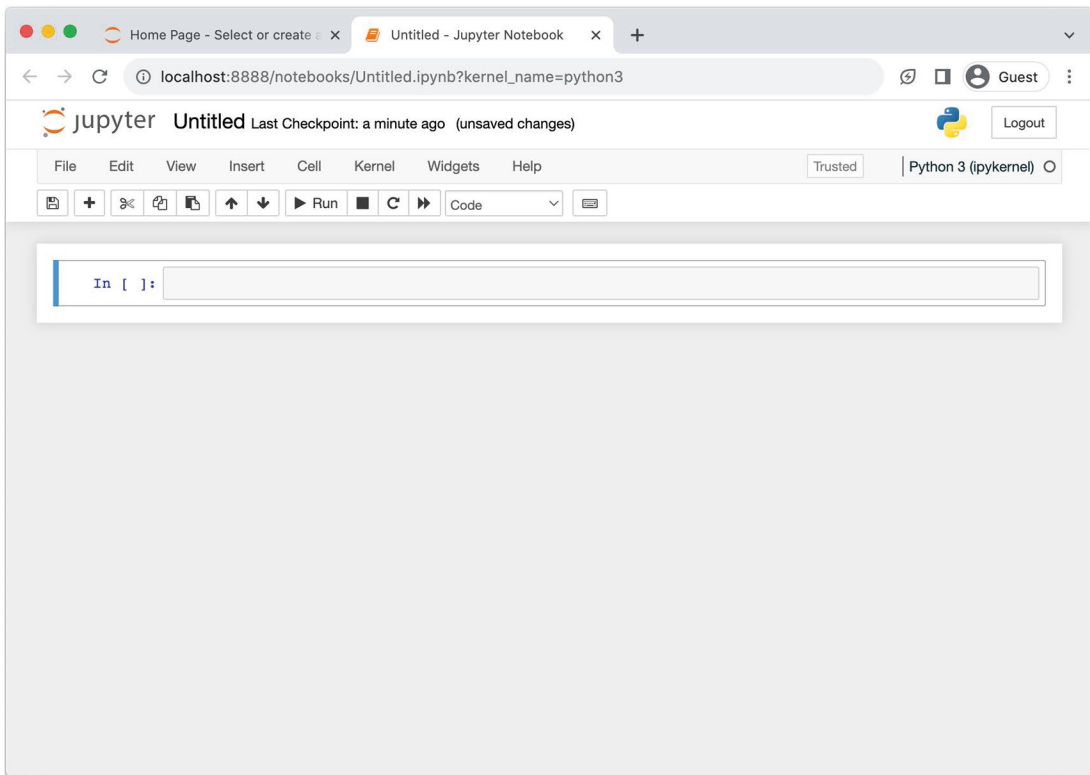 Home Page - Select or create a
Untitled - Jupyter Notebook
localhost:8888/notebooks/Untitled.ipynb?kernel_name=python3
Guest
jupyter Untitled Last Checkpoint: a minute ago (unsaved changes)
Logout
File Edit View Insert Cell Kernel Widgets Help
Trusted
Python 3 (ipykernel)
Run
Code
In [ ]: